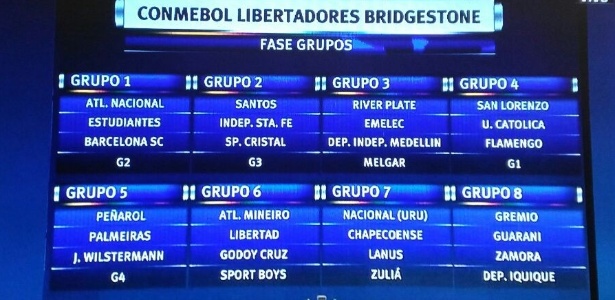 CONMEBOL LIBERTADORES BRIDGESTONE
FASE GRUPOS
GRUPO 1
ATL. NACIONAL
ESTUDIANTES
BARCELONA SC
G2
GRUPO 2
SANTOS
INDEP. STA. FE
SP. CRISTAL
G3
GRUPO 3
RIVER PLATE
EMELEC
DEP. INDEP. MEDELLIN
MELGAR
GRUPO 4
SAN LORENZO
U. CATOLICA
FLAMENGO
G1
GRUPO 5
PEÑAROL
PALMEIRAS
J. WILSTERMANN
G4
GRUPO 6
ATL. MINEIRO
LIBERTAD
GODOY CRUZ
SPORT BOYS
GRUPO 7
NACIONAL (URU)
CHAPECOENSE
LANUS
ZULIÁ
GRUPO 8
GREMIO
GUARANI
ZAMORA
DEP. IQUIQUE